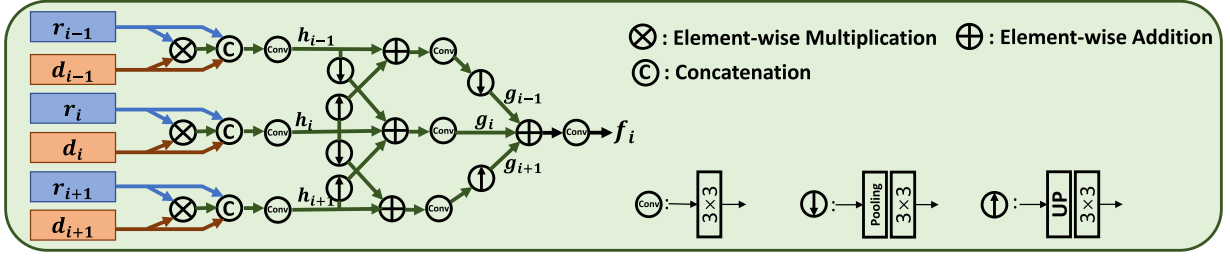 r_{i-1}
d_{i-1}
C
Conv
h_{i-1}
Conv
g_{i-1}
r_i
d_i
C
Conv
h_i
Conv
g_i
Conv
f_i
r_{i+1}
d_{i+1}
C
Conv
h_{i+1}
Conv
g_{i+1}
⊗ : Element-wise Multiplication ⊕ : Element-wise Addition
C : Concatenation
Conv : 3×3
↓ : Pooling 3×3
↑ : UP 3×3